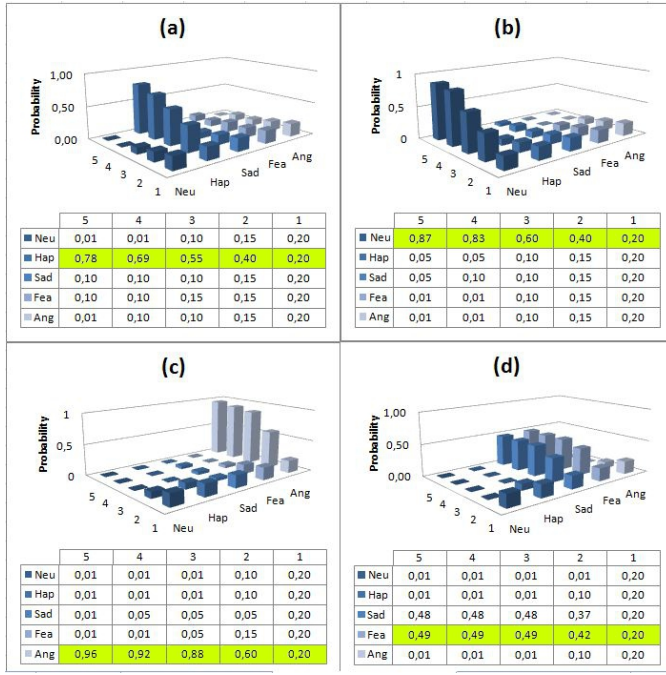 (a)
1,00
0,50
0,00
Probability
5 4 3 2 1
Neu Hap Sad Fea Ang
5 4 3 2 1
Neu 0,01 0,01 0,10 0,15 0,20
Hap 0,78 0,69 0,55 0,40 0,20
Sad 0,10 0,10 0,10 0,15 0,20
Fea 0,10 0,10 0,15 0,15 0,20
Ang 0,01 0,10 0,10 0,15 0,20
(b)
1
0,5
0
Probability
5 4 3 2 1
Neu Hap Sad Fea Ang
5 4 3 2 1
Neu 0,87 0,83 0,60 0,40 0,20
Hap 0,05 0,05 0,10 0,15 0,20
Sad 0,05 0,10 0,10 0,15 0,20
Fea 0,01 0,01 0,10 0,15 0,20
Ang 0,01 0,01 0,10 0,15 0,20
(c)
1
0,5
0
Probability
5 4 3 2 1
Neu Hap Sad Fea Ang
5 4 3 2 1
Neu 0,01 0,01 0,01 0,10 0,20
Hap 0,01 0,01 0,01 0,10 0,20
Sad 0,01 0,05 0,05 0,05 0,20
Fea 0,01 0,01 0,05 0,15 0,20
Ang 0,96 0,92 0,88 0,60 0,20
(d)
1,00
0,50
0,00
Probability
5 4 3 2 1
Neu Hap Sad Fea Ang
5 4 3 2 1
Neu 0,01 0,01 0,01 0,01 0,20
Hap 0,01 0,01 0,01 0,10 0,20
Sad 0,48 0,48 0,48 0,37 0,20
Fea 0,49 0,49 0,49 0,42 0,20
Ang 0,01 0,01 0,01 0,10 0,20